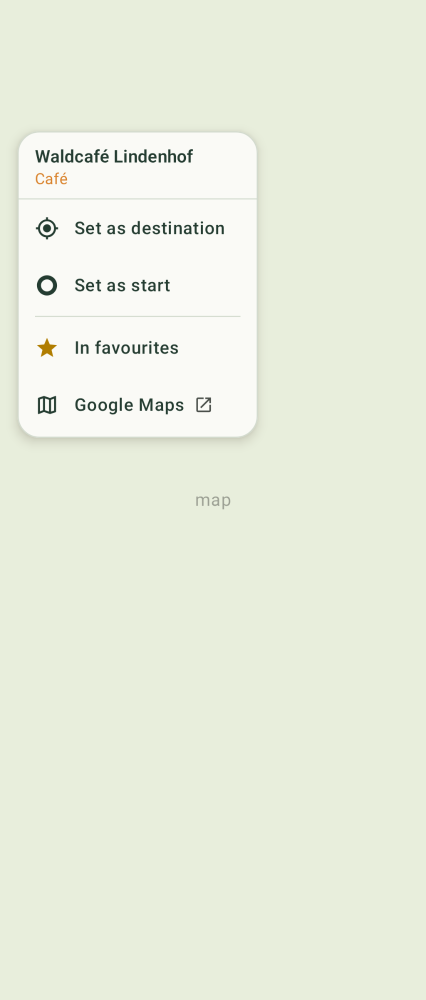 Waldcafé Lindenhof
Café
Set as destination
Set as start
In favourites
Google Maps
map